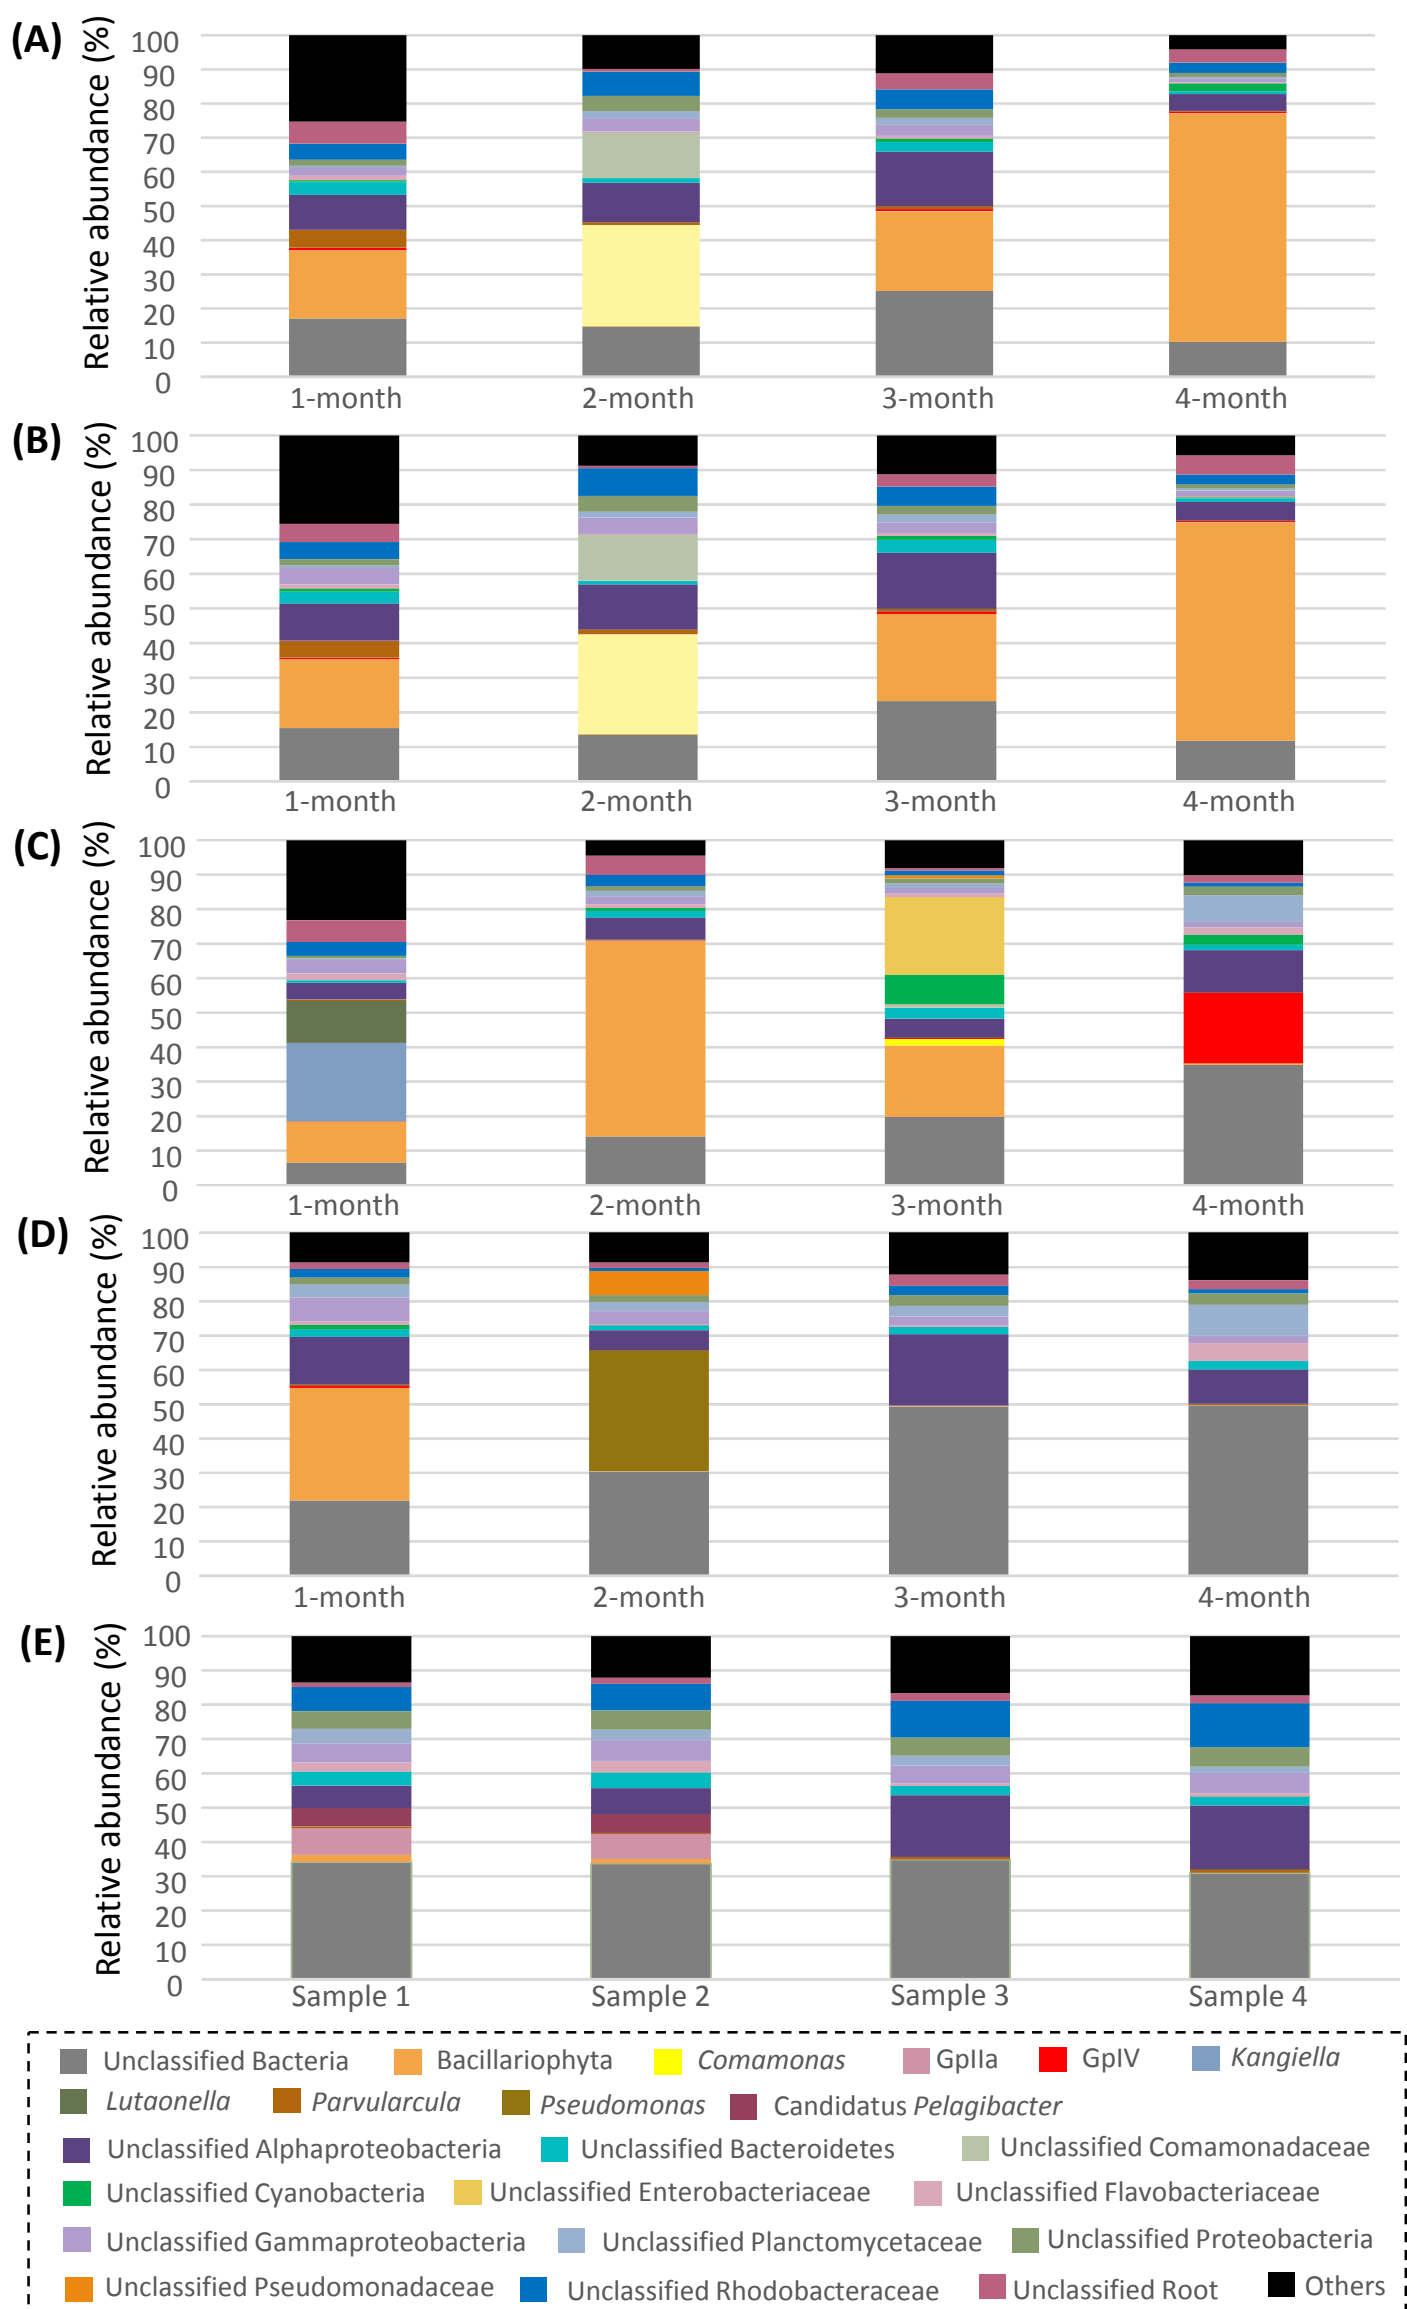 (A)
Relative abundance (%)
100
90
80
70
60
50
40
30
20
10
0
1-month 2-month 3-month 4-month
(B)
Relative abundance (%)
100
90
80
70
60
50
40
30
20
10
0
1-month 2-month 3-month 4-month
(C)
Relative abundance (%)
100
90
80
70
60
50
40
30
20
10
0
1-month 2-month 3-month 4-month
(D)
Relative abundance (%)
100
90
80
70
60
50
40
30
20
10
0
1-month 2-month 3-month 4-month
(E)
Relative abundance (%)
100
90
80
70
60
50
40
30
20
10
0
Sample 1 Sample 2 Sample 3 Sample 4
Unclassified Bacteria Bacillariophyta Comamonas GpIIa GpIV Kangiella
Lutaonella Parvularcula Pseudomonas Candidatus Pelagibacter
Unclassified Alphaproteobacteria Unclassified Bacteroidetes Unclassified Comamonadaceae
Unclassified Cyanobacteria Unclassified Enterobacteriaceae Unclassified Flavobacteriaceae
Unclassified Gammaproteobacteria Unclassified Planctomycetaceae Unclassified Proteobacteria
Unclassified Pseudomonadaceae Unclassified Rhodobacteraceae Unclassified Root Others